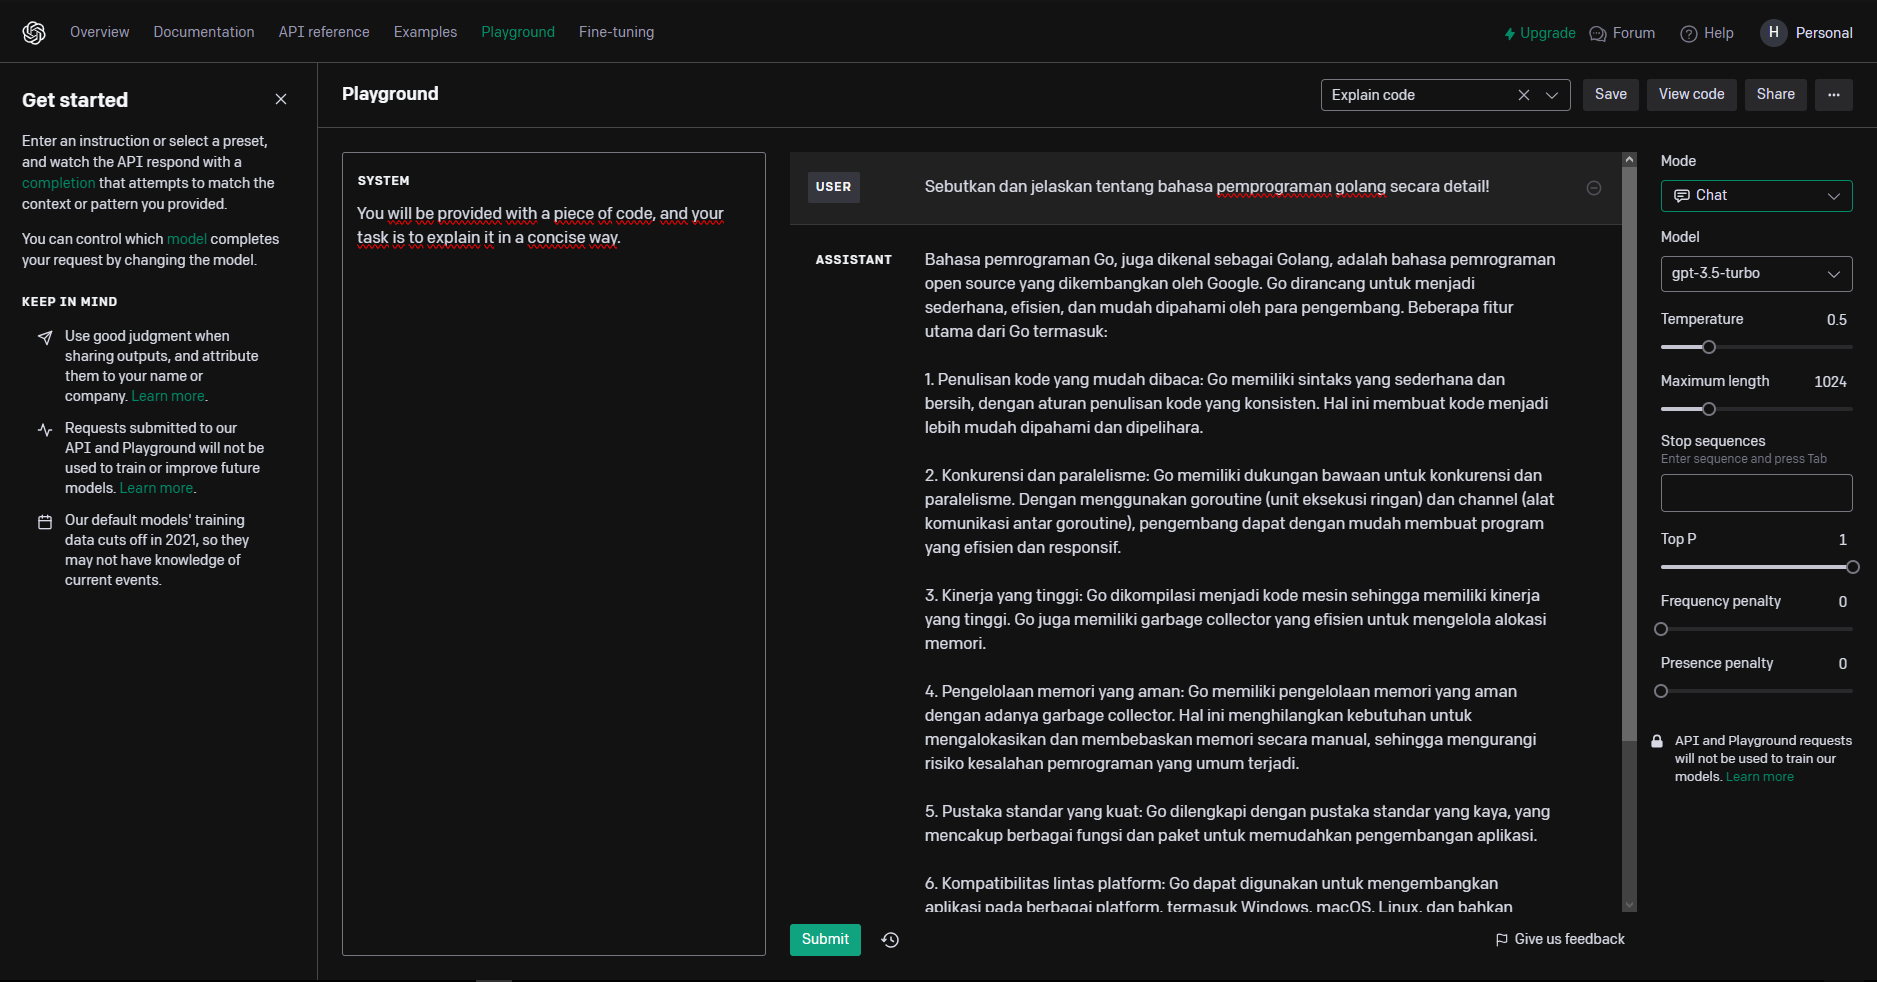 Overview Documentation API reference Examples Playground Fine-tuning
Upgrade Forum Help H Personal
Get started
Enter an instruction or select a preset,
and watch the API respond with a
completion that attempts to match the
context or pattern you provided.
You can control which model completes
your request by changing the model.
KEEP IN MIND
Use good judgment when
sharing outputs, and attribute
them to your name or
company. Learn more.
Requests submitted to our
API and Playground will not be
used to train or improve future
models. Learn more.
Our default models' training
data cuts off in 2021, so they
may not have knowledge of
current events.
Playground
Explain code
Save View code Share ...
SYSTEM
You will be provided with a piece of code, and your
task is to explain it in a concise way.
USER
Sebutkan dan jelaskan tentang bahasa pemprograman golang secara detail!
ASSISTANT
Bahasa pemrograman Go, juga dikenal sebagai Golang, adalah bahasa pemrograman
open source yang dikembangkan oleh Google. Go dirancang untuk menjadi
sederhana, efisien, dan mudah dipahami oleh para pengembang. Beberapa fitur
utama dari Go termasuk:
1. Penulisan kode yang mudah dibaca: Go memiliki sintaks yang sederhana dan
bersih, dengan aturan penulisan kode yang konsisten. Hal ini membuat kode menjadi
lebih mudah dipahami dan dipelihara.
2. Konkurensi dan paralelisme: Go memiliki dukungan bawaan untuk konkurensi dan
paralelisme. Dengan menggunakan goroutine (unit eksekusi ringan) dan channel (alat
komunikasi antar goroutine), pengembang dapat dengan mudah membuat program
yang efisien dan responsif.
3. Kinerja yang tinggi: Go dikompilasi menjadi kode mesin sehingga memiliki kinerja
yang tinggi. Go juga memiliki garbage collector yang efisien untuk mengelola alokasi
memori.
4. Pengelolaan memori yang aman: Go memiliki pengelolaan memori yang aman
dengan adanya garbage collector. Hal ini menghilangkan kebutuhan untuk
mengalokasikan dan membebaskan memori secara manual, sehingga mengurangi
risiko kesalahan pemrograman yang umum terjadi.
5. Pustaka standar yang kuat: Go dilengkapi dengan pustaka standar yang kaya, yang
mencakup berbagai fungsi dan paket untuk memudahkan pengembangan aplikasi.
6. Kompatibilitas lintas platform: Go dapat digunakan untuk mengembangkan
aplikasi pada berbagai platform, termasuk Windows, macOS, Linux, dan bahkan
Submit
Give us feedback
Mode
Chat
Model
gpt-3.5-turbo
Temperature 0.5
Maximum length 1024
Stop sequences
Enter sequence and press Tab
Top P 1
Frequency penalty 0
Presence penalty 0
API and Playground requests
will not be used to train our
models. Learn more